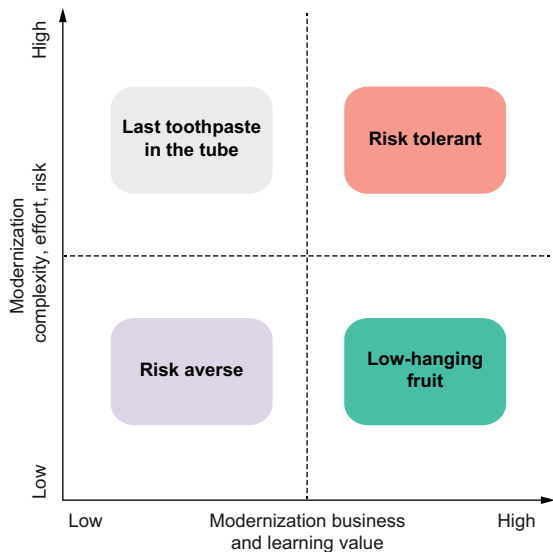 High
Last toothpaste
in the tube
Risk tolerant
Modernization
complexity, effort, risk
Risk averse
Low-hanging
fruit
Low
Low
Modernization business
and learning value
High